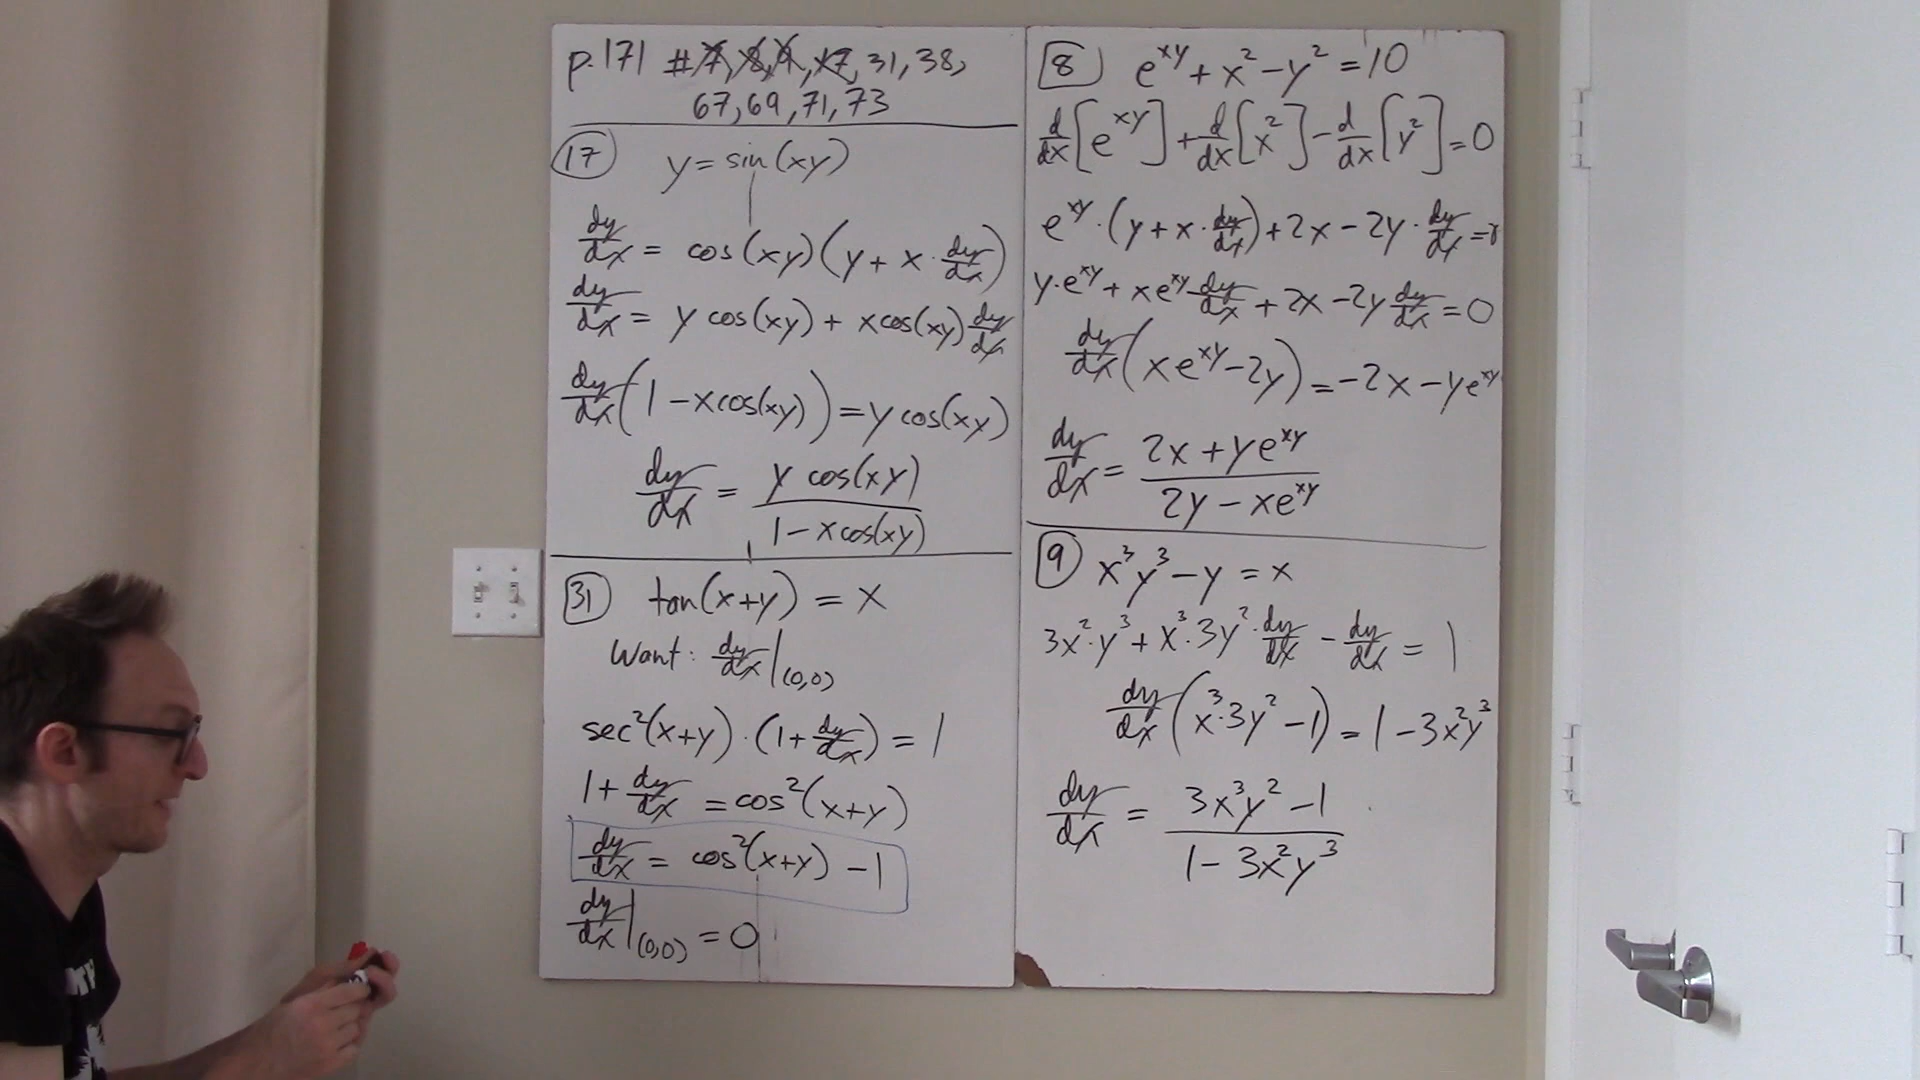 p.171 #7, 8, 9, 17, 31, 38,
67, 69, 71, 73
17 y = sin(xy)
dy/dx = cos(xy)(y + x · dy/dx)
dy/dx = y cos(xy) + xcos(xy) dy/dx
dy/dx (1 - xcos(xy)) = y cos(xy)
dy/dx = y cos(xy) / 1 - xcos(xy)
31 tan(x+y) = x
Want: dy/dx |(0,0)
sec²(x+y) · (1 + dy/dx) = 1
1 + dy/dx = cos²(x+y)
dy/dx = cos²(x+y) - 1
dy/dx |(0,0) = 0
8 e^xy + x² - y² = 10
d/dx [e^xy] + d/dx [x²] - d/dx [y²] = 0
e^xy · (y + x · dy/dx) + 2x - 2y · dy/dx = 0
y·e^xy + xe^xy dy/dx + 2x - 2y dy/dx = 0
dy/dx (xe^xy - 2y) = -2x - ye^xy
dy/dx = 2x + ye^xy / 2y - xe^xy
9 x³y³ - y = x
3x²·y³ + x³·3y²·dy/dx - dy/dx = 1
dy/dx (x³·3y² - 1) = 1 - 3x²y³
dy/dx = 3x³y² - 1 / 1 - 3x²y³